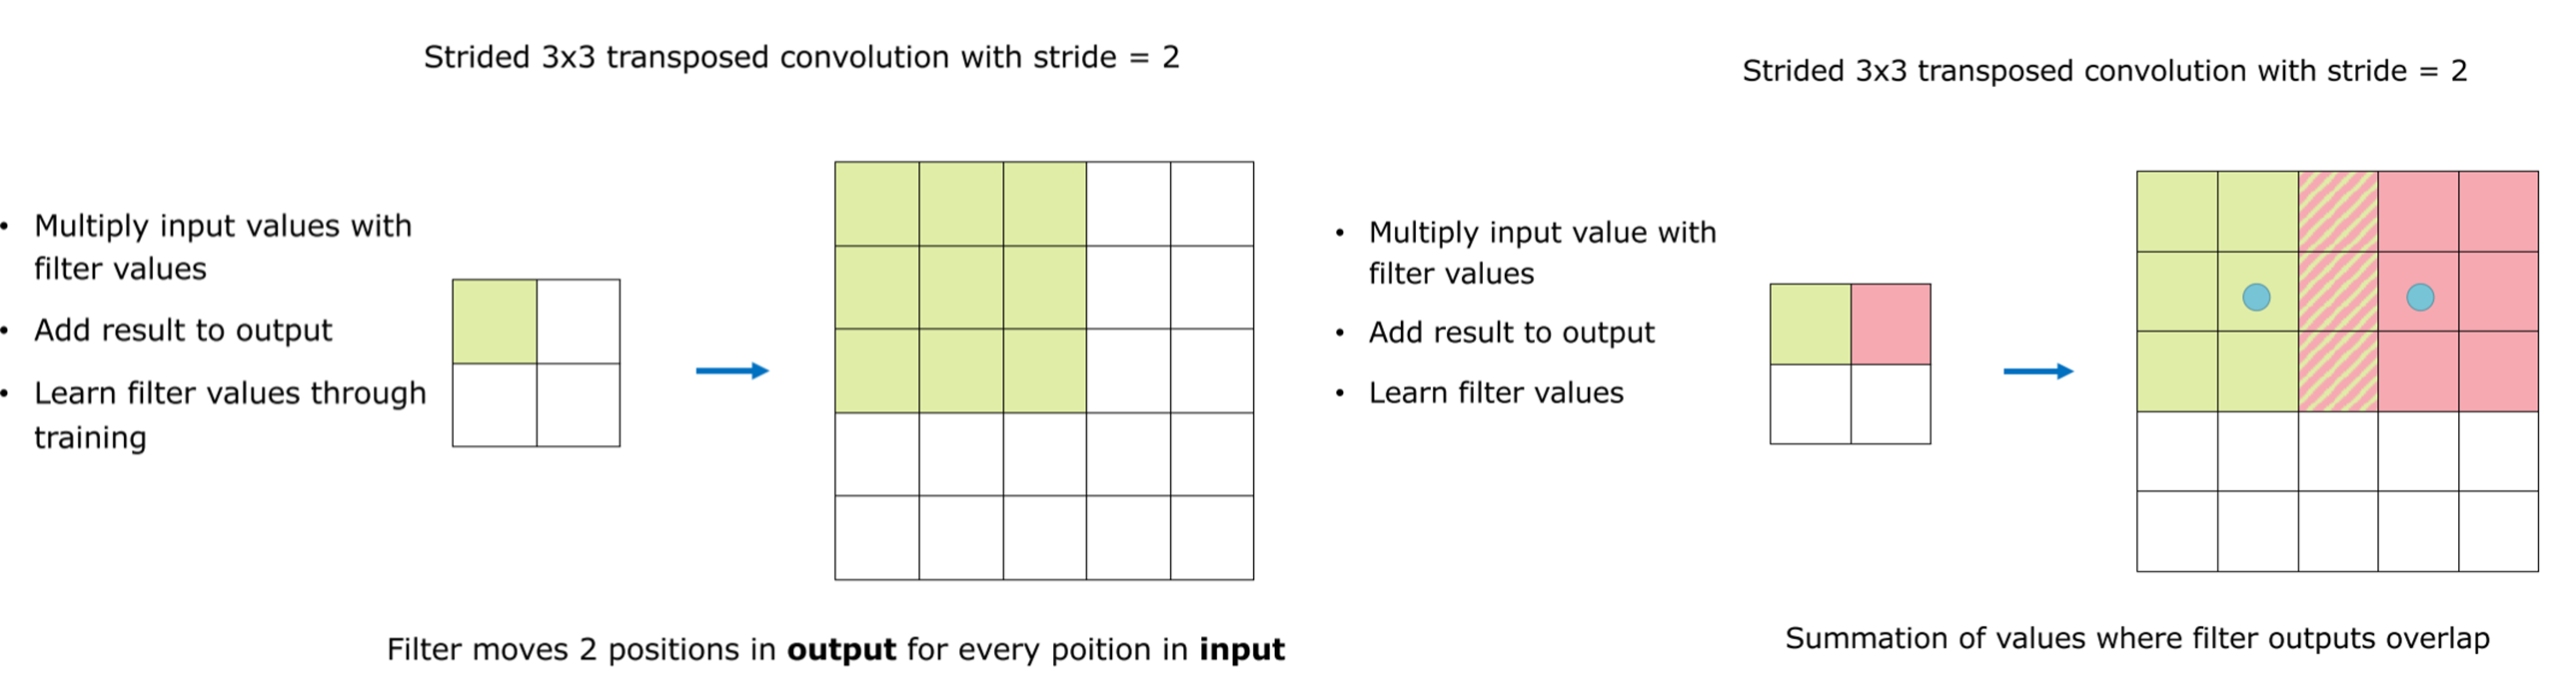 Strided 3x3 transposed convolution with stride = 2
• Multiply input values with
filter values
• Add result to output
• Learn filter values through
training
Filter moves 2 positions in output for every poition in input
Strided 3x3 transposed convolution with stride = 2
• Multiply input value with
filter values
• Add result to output
• Learn filter values
Summation of values where filter outputs overlap